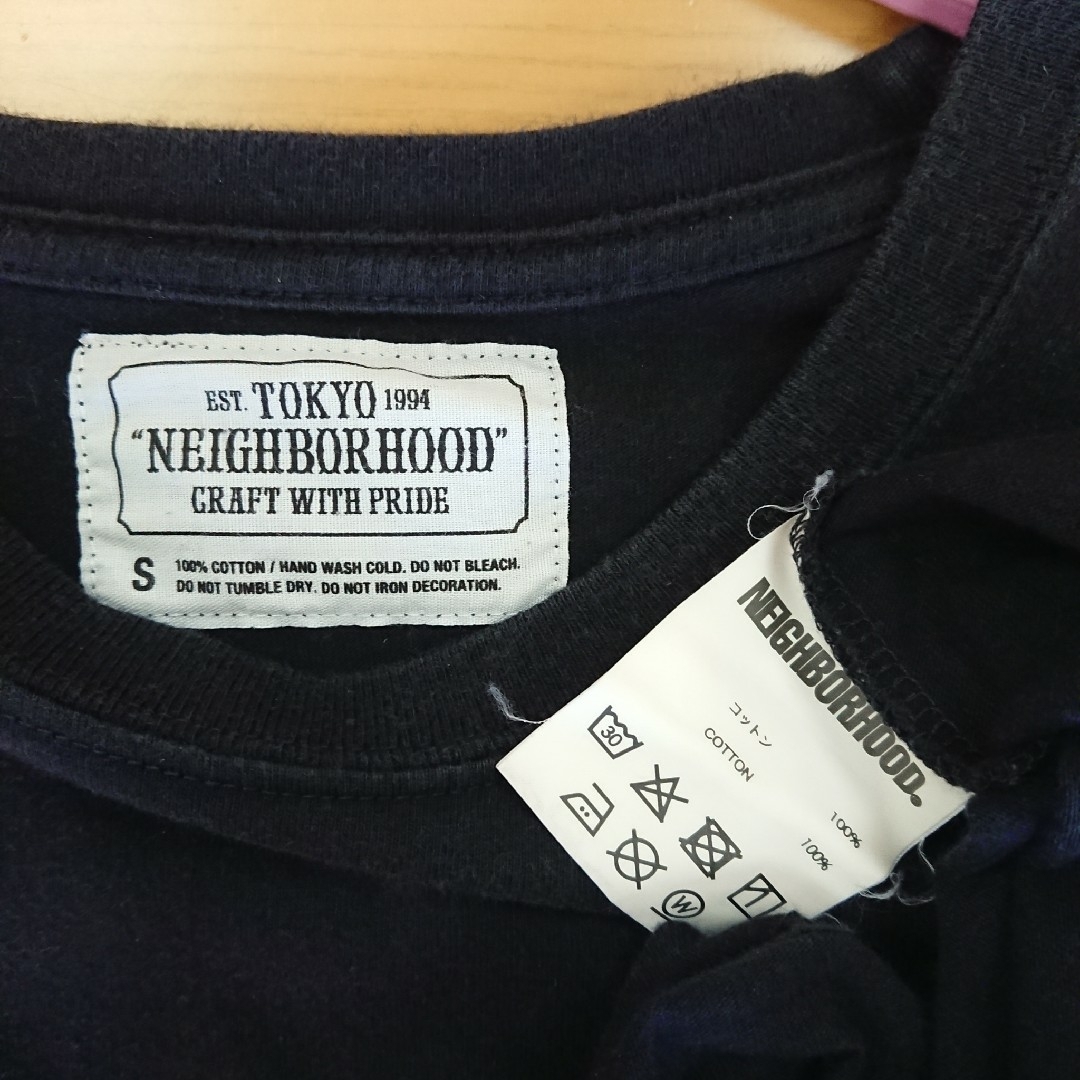 EST. TOKYO 1994
“NEIGHBORHOOD”
CRAFT WITH PRIDE
S
100% COTTON / HAND WASH COLD. DO NOT BLEACH.
DO NOT TUMBLE DRY. DO NOT IRON DECORATION.
NEIGHBORHOOD.
コットン 100%
COTTON 100%
30
W